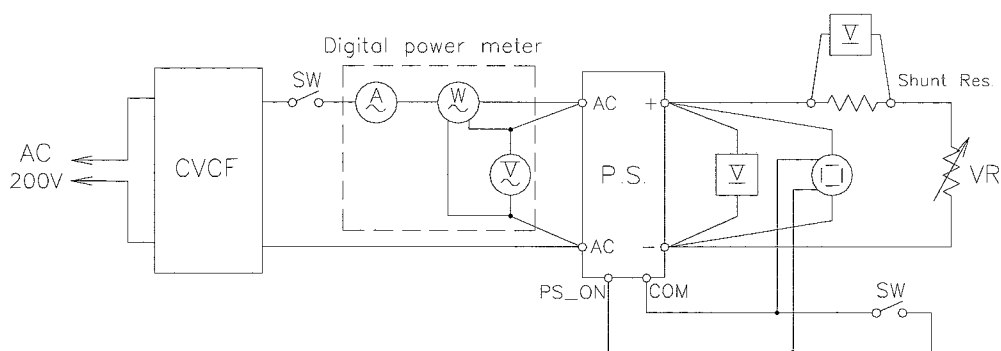 Digital power meter
SW
A
W
V
AC
200V
CVCF
AC
AC
P.S.
+
−
V
V
Shunt Res.
VR
PS_ON
COM
SW